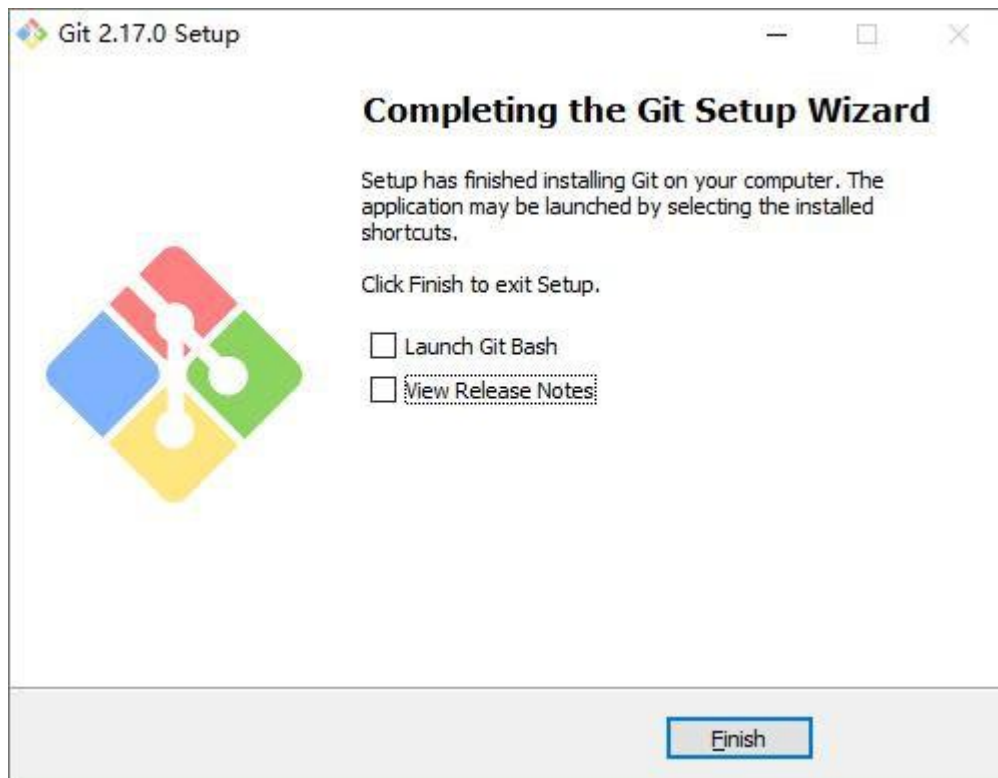 Git 2.17.0 Setup
Completing the Git Setup Wizard
Setup has finished installing Git on your computer. The
application may be launched by selecting the installed
shortcuts.
Click Finish to exit Setup.
Launch Git Bash
View Release Notes
Finish